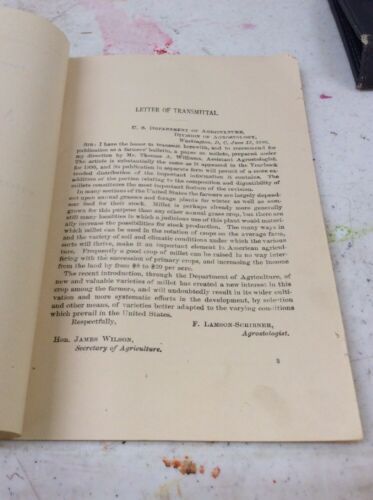 LETTER OF TRANSMITTAL.
U. S. DEPARTMENT OF AGRICULTURE,
DIVISION OF AGROSTOLOGY,
Washington, D. C., June
SIR: I have the honor to transmit herewith, and to recommend for
publication as a farmers' bulletin, a paper on millets, prepared under
my direction by Mr. Thomas A. Williams, Assistant Agrostologist.
The article is substantially the same as it appeared in the Yearbook
for 1898, and its publication in separate form will permit of a more ex-
tended distribution of the important information it contains. The
addition of the portion relating to the composition and digestibility of
millets constitutes the most important feature of the revision.
In many sections of the United States the farmers are largely depend-
ent upon annual grasses and forage plants for winter as well as sum-
mer feed for their stock. Millet is perhaps already more generally
grown for this purpose than any other annual grass crop, but there are
still many localities in which a judicious use of this plant would mater-
ially increase the possibilities for stock production. The many ways in
which millet can be used in the rotation of crops on the average farm,
and the variety of soil and climatic conditions under which the various
sorts will thrive, make it an important element in American agricul-
ture. Frequently a good crop of millet can be raised in no way inter-
fering with the succession of primary crops, and increasing the income
from the land by from $8 to $20 per acre.
The recent introduction, through the Department of Agriculture, of
new and valuable varieties of millet has created a new interest in this
crop among the farmers, and will undoubtedly result in its wider culti-
vation and more systematic efforts in the development, by selection
and other means, of varieties better adapted to the varying conditions
which prevail in the United States.
Respectfully,
F. LAMSON-SCRIBNER,
Agrostologist.
Hon. JAMES WILSON,
Secretary of Agriculture.
3